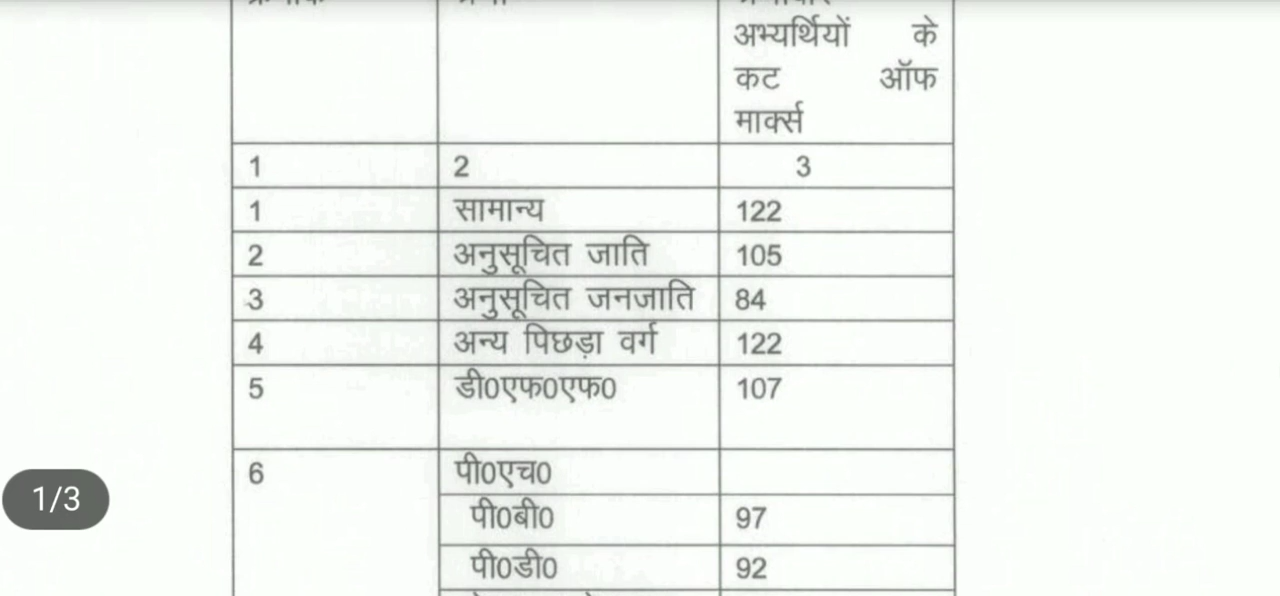 अभ्यर्थियों के
कट ऑफ
मार्क्स
1 2 3
1 सामान्य 122
2 अनुसूचित जाति 105
3 अनुसूचित जनजाति 84
4 अन्य पिछड़ा वर्ग 122
5 डी0एफ0एफ0 107
6 पी0एच0
पी0बी0 97
पी0डी0 92
1/3